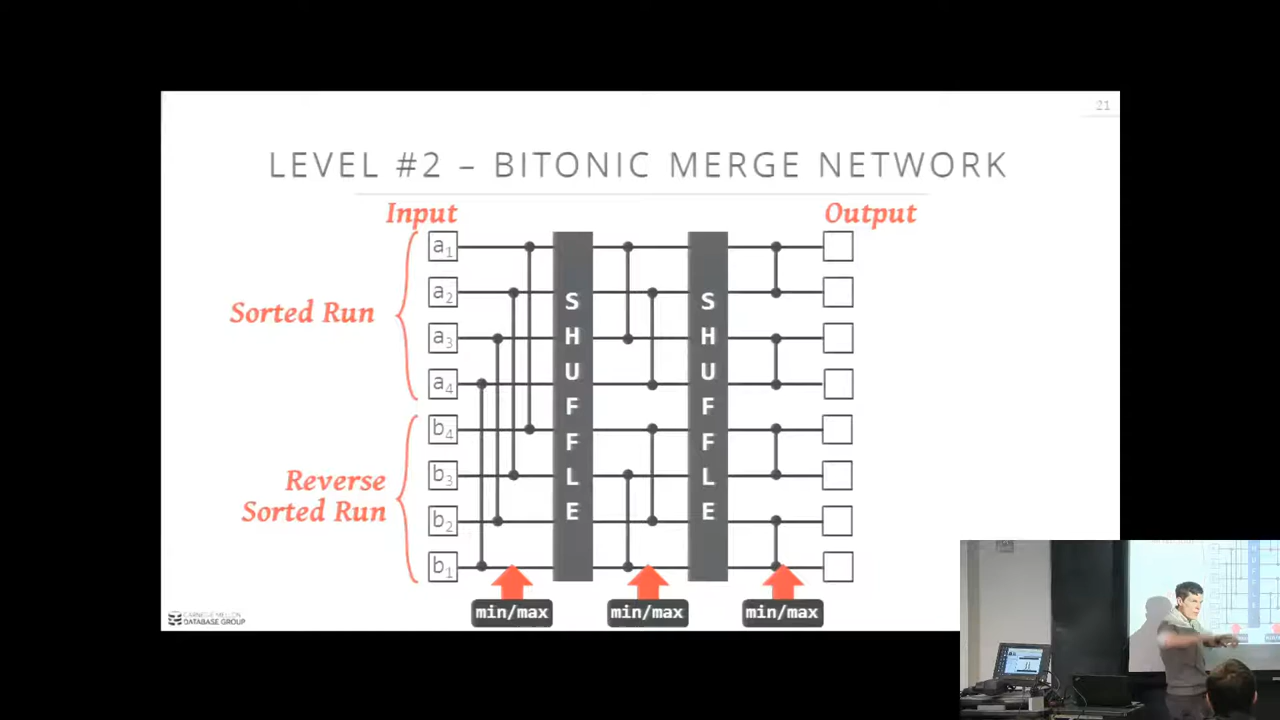 21
LEVEL #2 – BITONIC MERGE NETWORK
Input
Output
Sorted Run
Reverse
Sorted Run
a1
a2
a3
a4
b4
b3
b2
b1
SHUFFLE
SHUFFLE
min/max
min/max
min/max
CARNEGIE MELLON
DATABASE GROUP